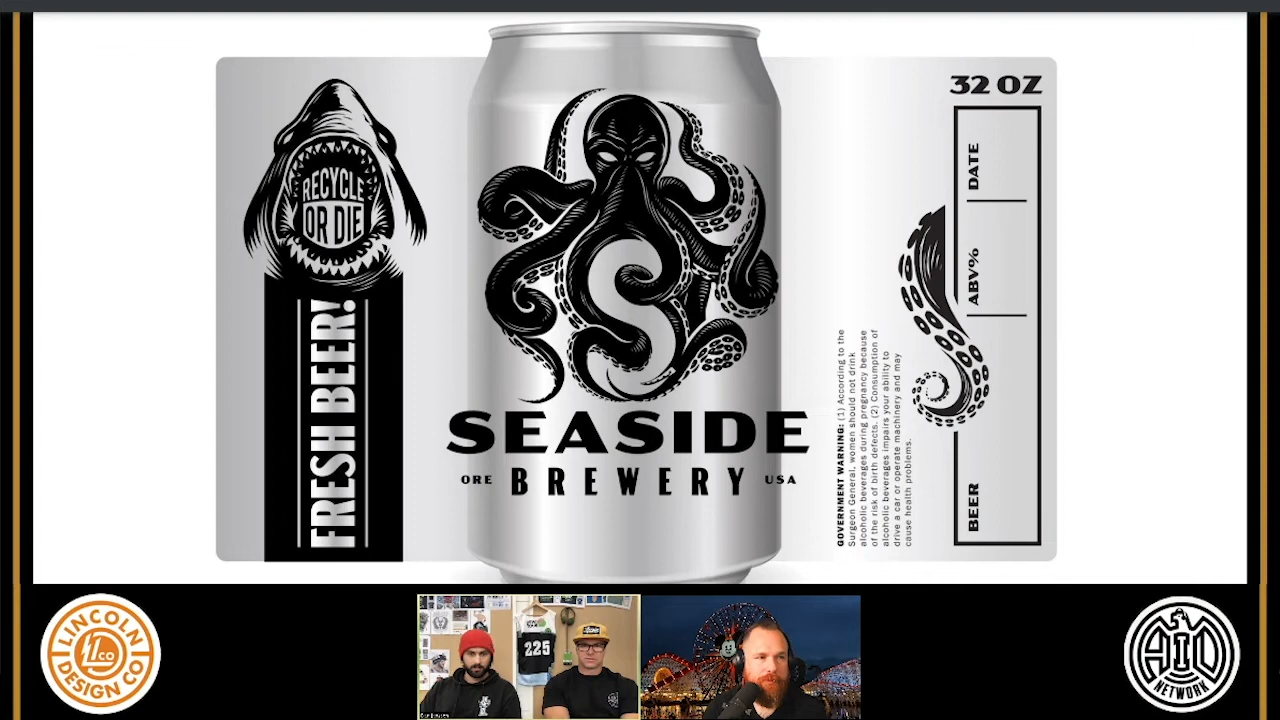 RECYCLE
OR DIE
FRESH BEER!
SEASIDE
ORE BREWERY USA
GOVERNMENT WARNING: (1) According to the
Surgeon General, women should not drink
alcoholic beverages during pregnancy because
of the risk of birth defects. (2) Consumption of
alcoholic beverages impairs your ability to
drive a car or operate machinery and may
cause health problems.
32 OZ
DATE
ABV%
BEER
LINCOLN
DESIGN CO
L CO
225
AID
NETWORK